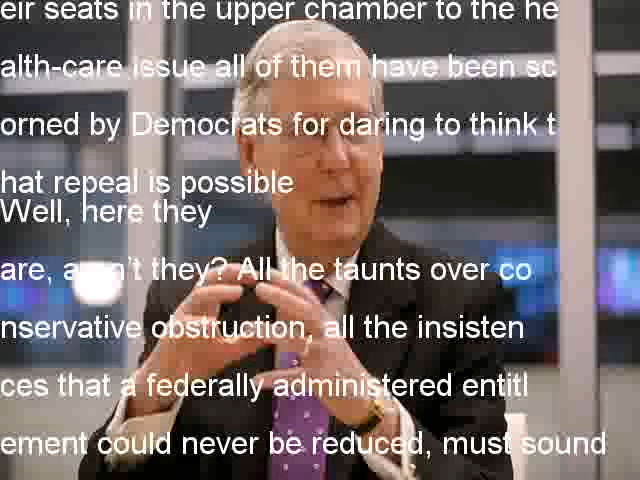 eir seats in the upper chamber to the he
alth-care issue all of them have been sc
orned by Democrats for daring to think t
hat repeal is possible
Well, here they
are, aren't they? All the taunts over co
nservative obstruction, all the insisten
ces that a federally administered entitl
ement could never be reduced, must sound